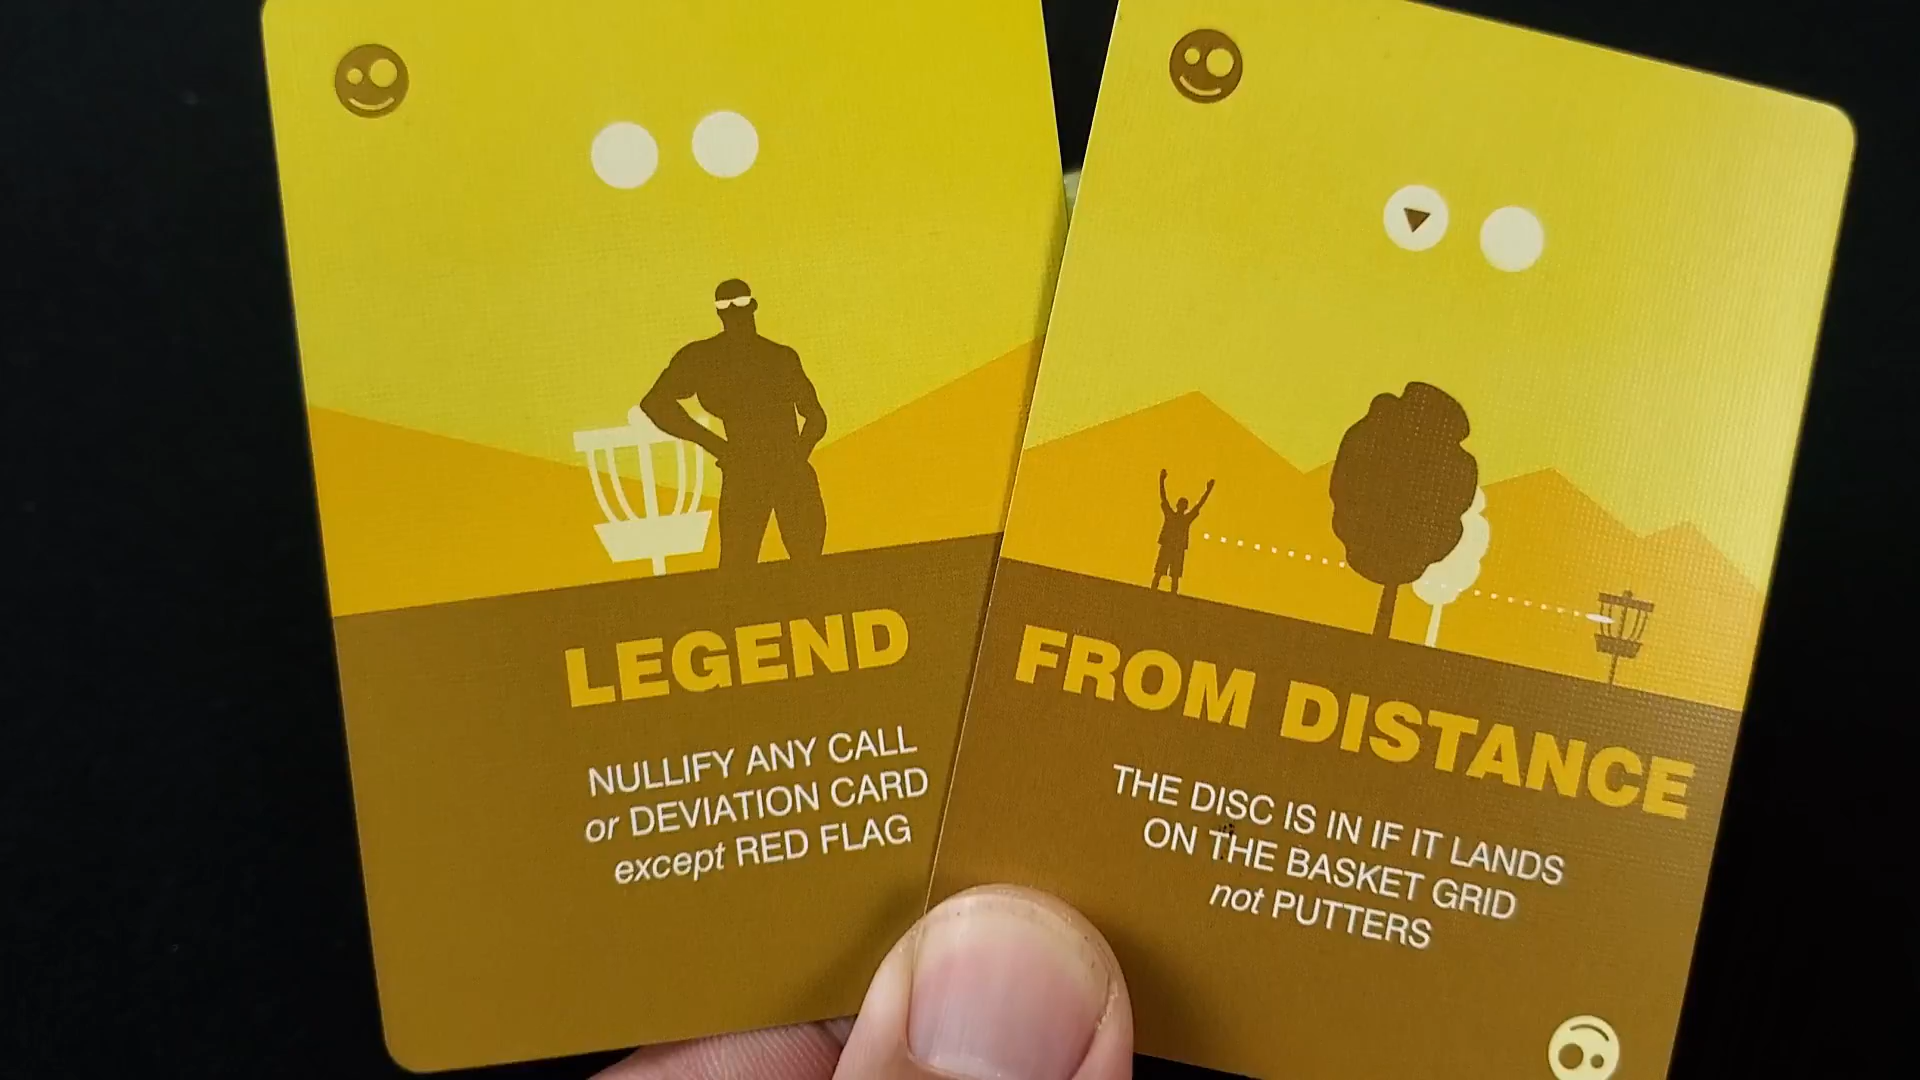 LEGEND
NULLIFY ANY CALL
or DEVIATION CARD
except RED FLAG
FROM DISTANCE
THE DISC IS IN IF IT LANDS
ON THE BASKET GRID
not PUTTERS